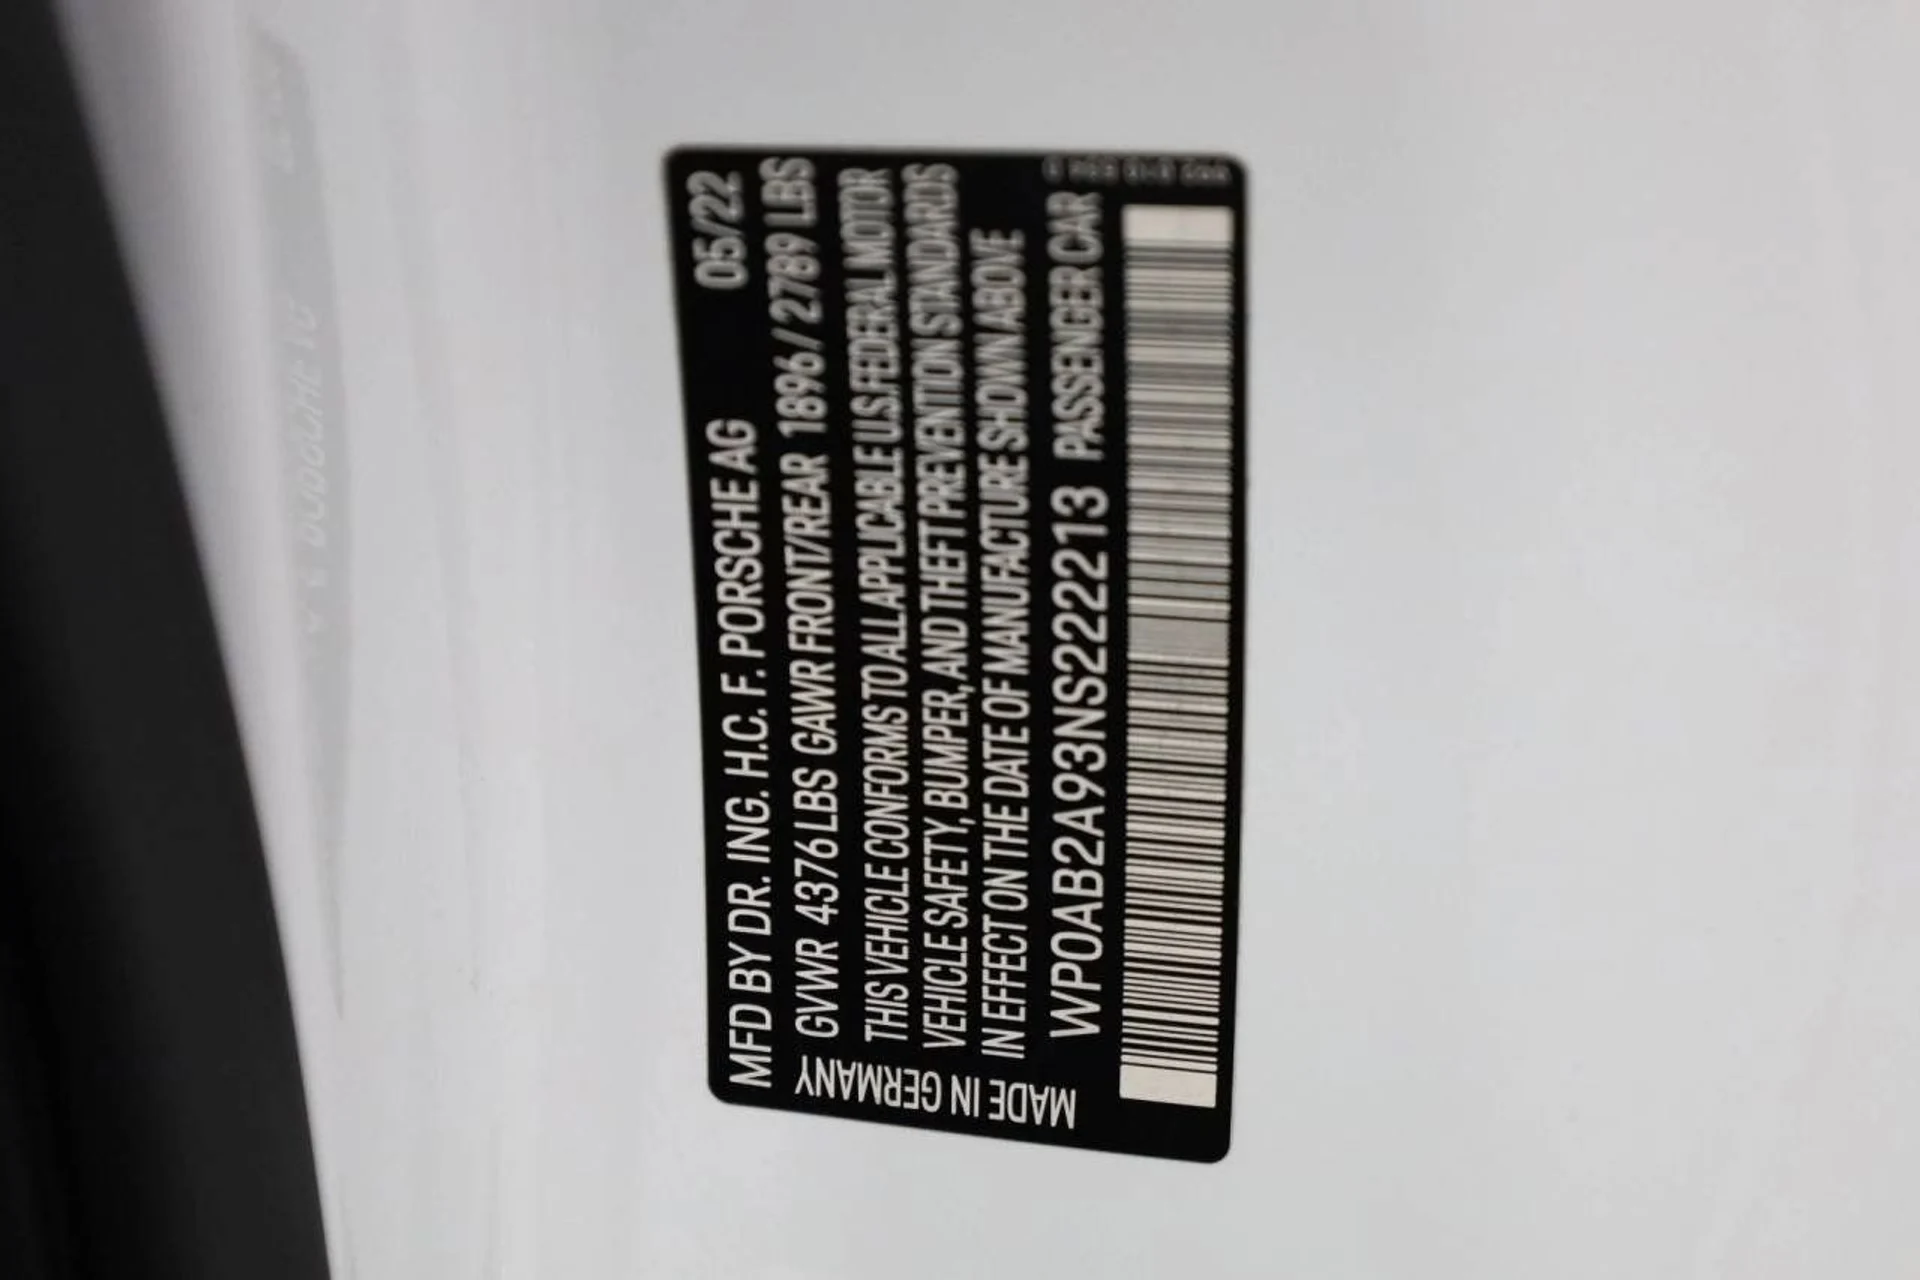 MFD BY DR. ING. H.C. F. PORSCHE AG 05/22
GVWR 4376 LBS GAWR FRONT/REAR 1896 / 2789 LBS
THIS VEHICLE CONFORMS TO ALL APPLICABLE U.S. FEDERAL MOTOR
VEHICLE SAFETY, BUMPER, AND THEFT PREVENTION STANDARDS
IN EFFECT ON THE DATE OF MANUFACTURE SHOWN ABOVE
WP0AB2A93NS222213 PASSENGER CAR
MADE IN GERMANY